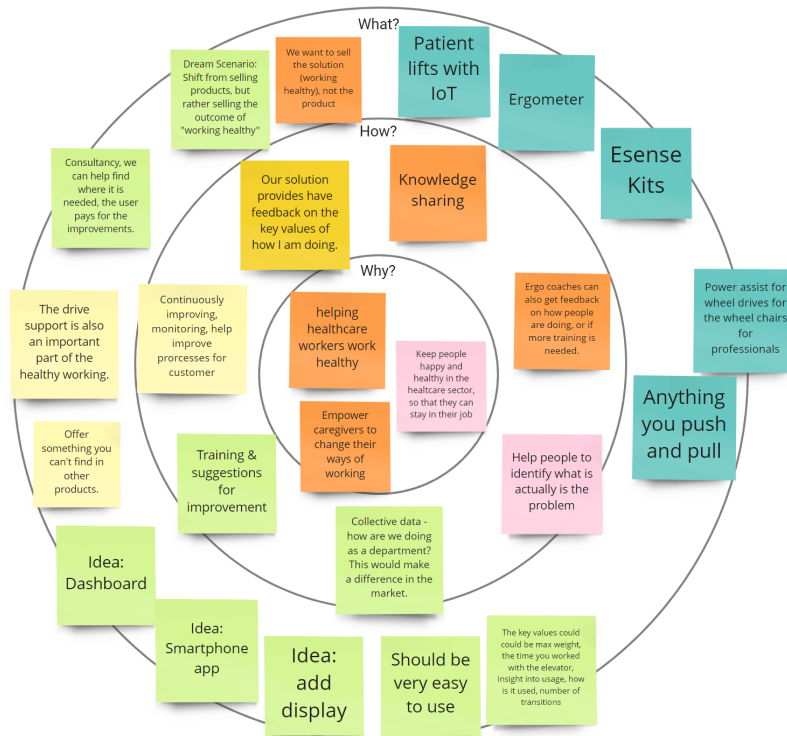 What?
Dream Scenario:
Shift from selling
products, but
rather selling the
outcome of
"working healthy"
We want to sell
the solution
(working
healthy), not the
product
Patient
lifts with
IoT
Ergometer
Esense
Kits
Consultancy, we
can help find
where it is
needed, the user
pays for the
improvements.
How?
Our solution
provides have
feedback on the
key values of
how I am doing.
Knowledge
sharing
Why?
The drive
support is also
an important
part of the
healthy working.
Continuously
improving,
monitoring, help
improve
prorcesses for
customer
helping
healthcare
workers work
healthy
Keep people
happy and
healthy in the
healtcare sector,
so that they can
stay in their job
Ergo coaches can
also get feedback
on how people
are doing, or if
more training is
needed.
Power assist for
wheel drives for
the wheel chairs
for
professionals
Empower
caregivers to
change their
ways of
working
Anything
you push
and pull
Offer
something you
can't find in
other
products.
Training &
suggestions
for
improvement
Help people to
identify what is
actually is the
problem
Collective data -
how are we doing
as a department?
This would make
a difference in the
market.
Idea:
Dashboard
Idea:
Smartphone
app
Idea:
add
display
Should be
very easy
to use
The key values could
could be max weight,
the time you worked
with the elevator,
insight into usage, how
is it used, number of
transitions